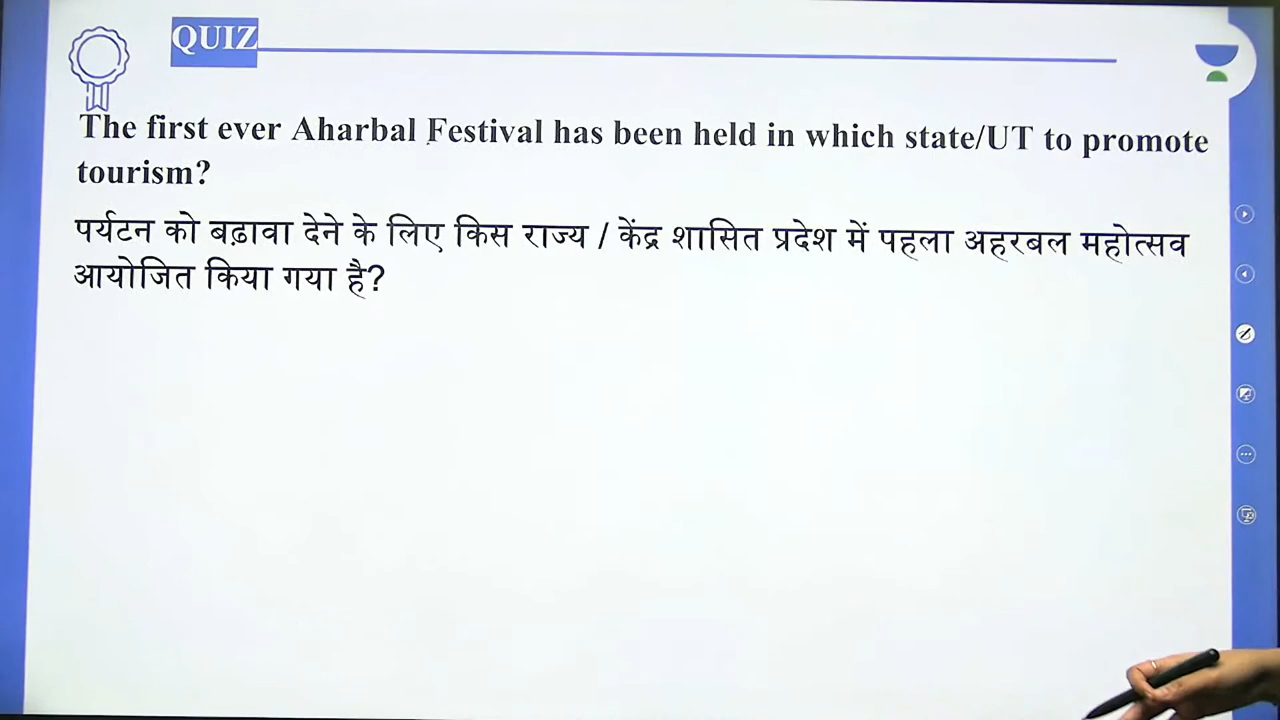 QUIZ
The first ever Aharbal Festival has been held in which state/UT to promote
tourism?
पर्यटन को बढ़ावा देने के लिए किस राज्य / केंद्र शासित प्रदेश में पहला अहरबल महोत्सव
आयोजित किया गया है?